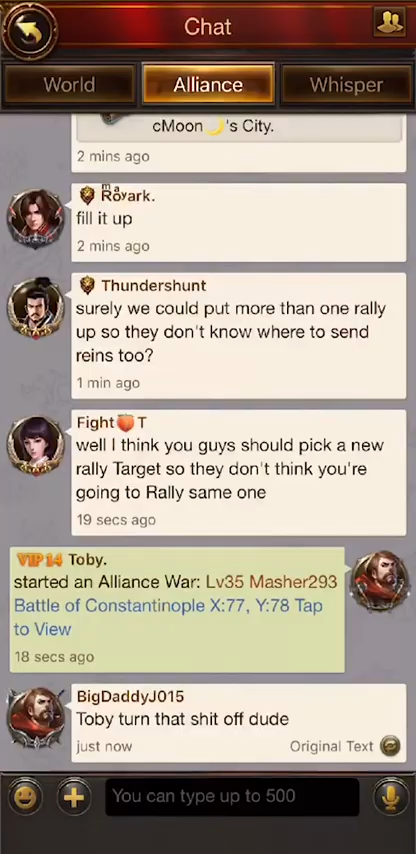 Chat
World
Alliance
Whisper
cMoon🌙's City.
2 mins ago
fill it up
2 mins ago
Thundershunt
surely we could put more than one rally
up so they don't know where to send
reins too?
1 min ago
Fight🍑T
well I think you guys should pick a new
rally Target so they don't think you're
going to Rally same one
19 secs ago
VIP 14 Toby.
started an Alliance War: Lv35 Masher293
Battle of Constantinople X:77, Y:78 Tap
to View
18 secs ago
BigDaddyJ015
Toby turn that shit off dude
just now
Original Text
You can type up to 500